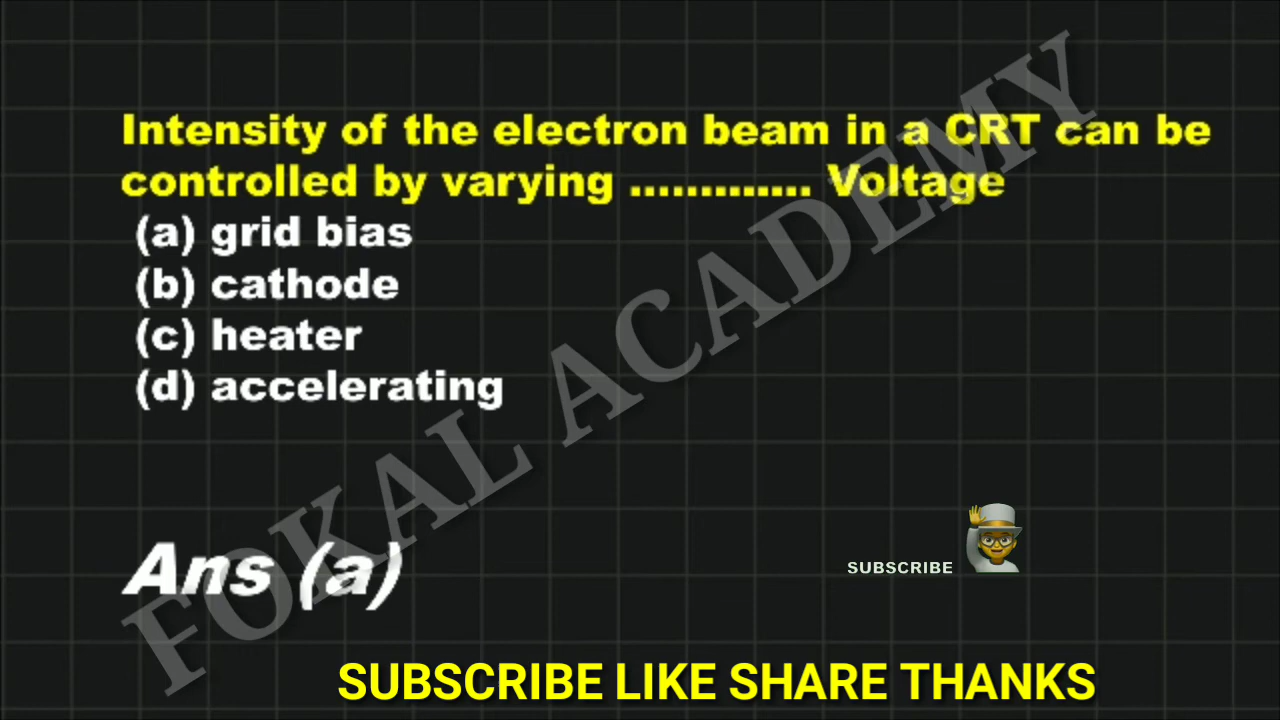 Intensity of the electron beam in a CRT can be
controlled by varying ............. Voltage
(a) grid bias
(b) cathode
(c) heater
(d) accelerating
FOKAL ACADEMY
Ans (a)
SUBSCRIBE
SUBSCRIBE LIKE SHARE THANKS